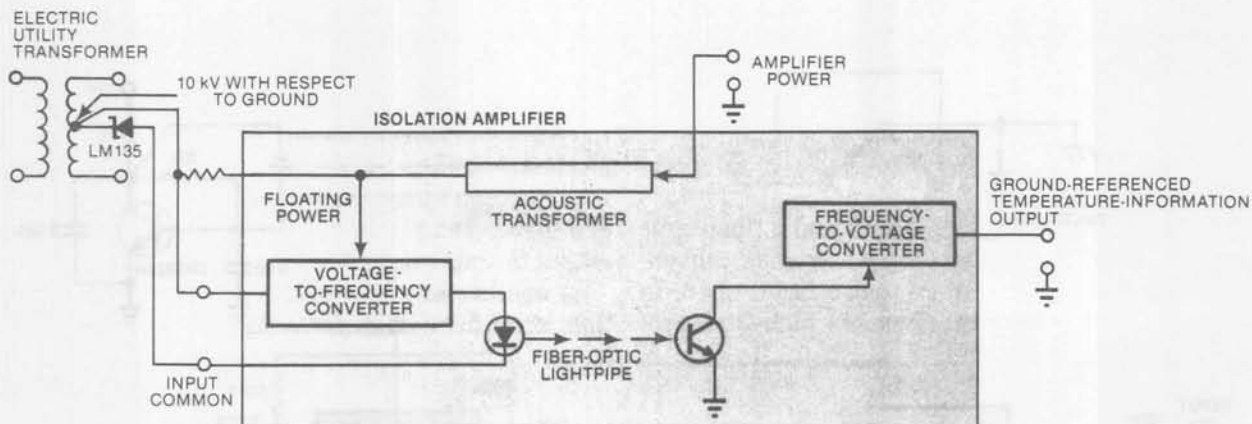 ELECTRIC
UTILITY
TRANSFORMER
10 kV WITH RESPECT
TO GROUND
LM135
AMPLIFIER
POWER
ISOLATION AMPLIFIER
FLOATING
POWER
ACOUSTIC
TRANSFORMER
VOLTAGE-
TO-FREQUENCY
CONVERTER
FREQUENCY-
TO-VOLTAGE
CONVERTER
GROUND-REFERENCED
TEMPERATURE-INFORMATION
OUTPUT
FIBER-OPTIC
LIGHTPIPE
INPUT
COMMON